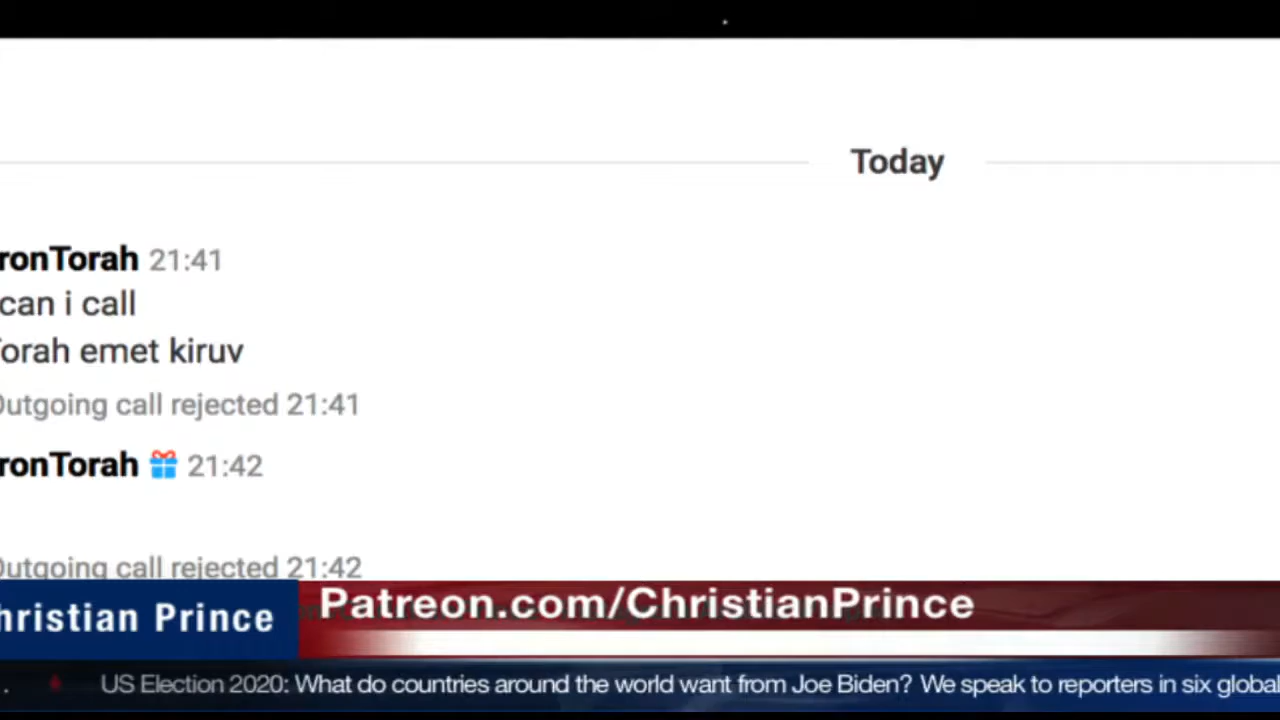 Today
ronTorah 21:41
can i call
orah emet kiruv
Outgoing call rejected 21:41
ronTorah 21:42
Outgoing call rejected 21:42
hristian Prince
Patreon.com/ChristianPrince
. US Election 2020: What do countries around the world want from Joe Biden? We speak to reporters in six global